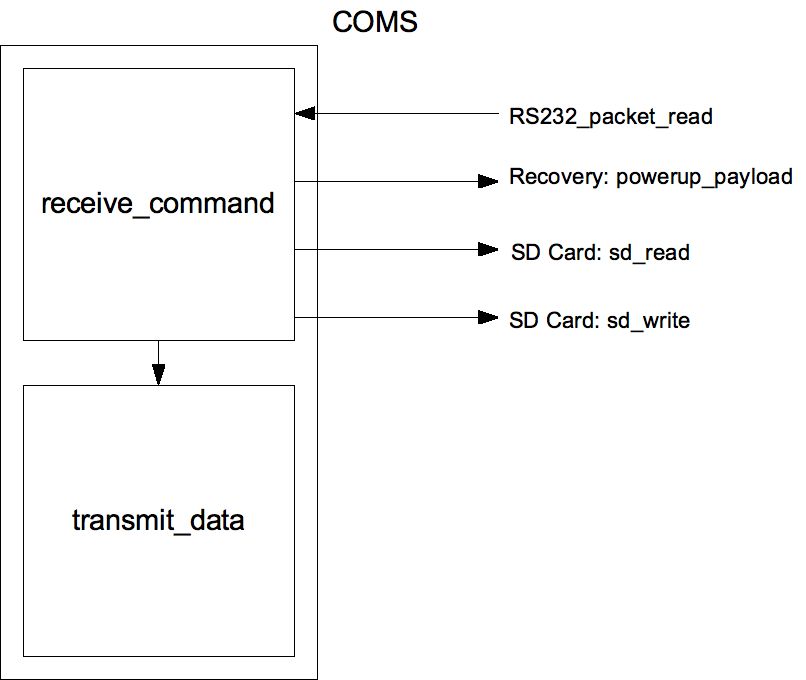 COMS
RS232_packet_read
Recovery: powerup_payload
receive_command
SD Card: sd_read
SD Card: sd_write
transmit_data